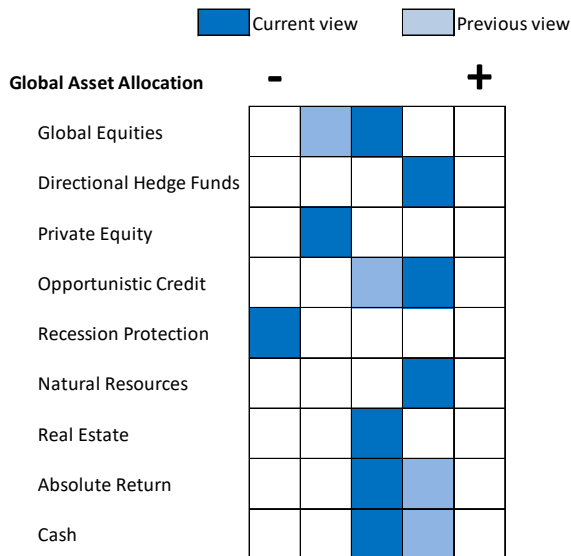 Current view Previous view
Global Asset Allocation - +
Global Equities
Directional Hedge Funds
Private Equity
Opportunistic Credit
Recession Protection
Natural Resources
Real Estate
Absolute Return
Cash